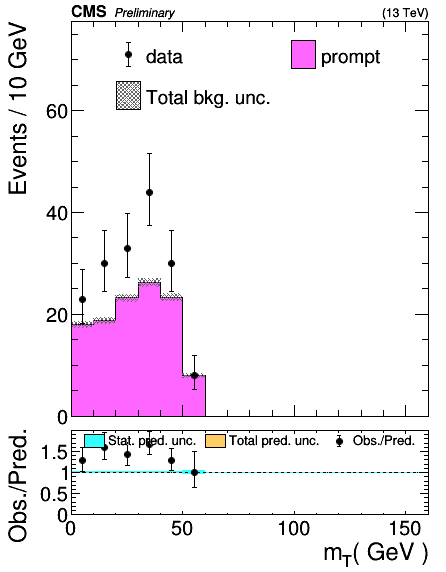 CMS Preliminary (13 TeV)
Events / 10 GeV
data
prompt
Total bkg. unc.
60
40
20
0
Obs./Pred.
Stat. pred. unc.
Total pred. unc.
Obs./Pred.
1.5
1
0.5
0
0 50 100 150
m_T( GeV )